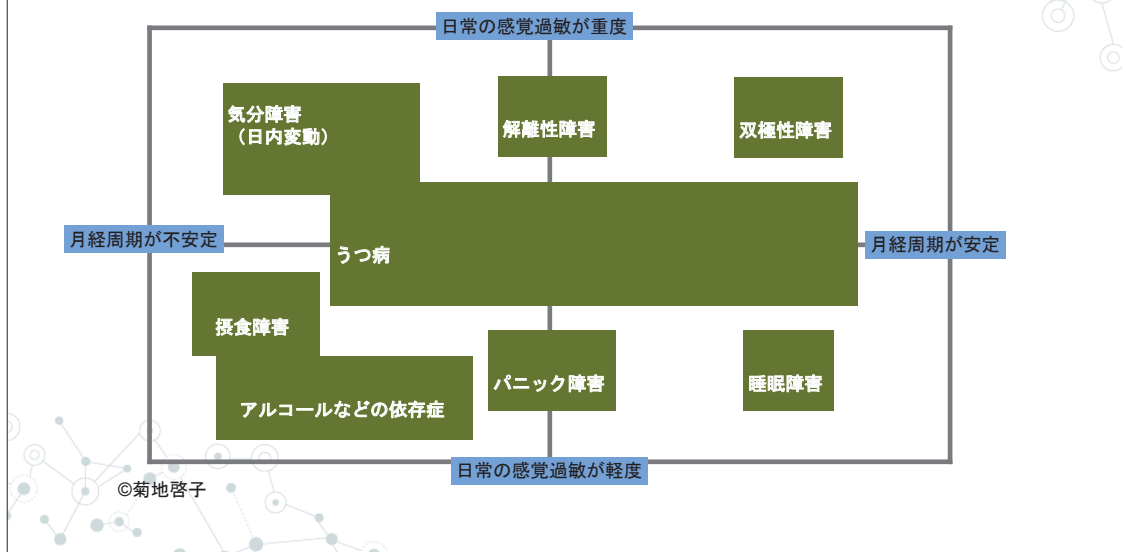 日常の感覚過敏が重度
気分障害
（日内変動）
解離性障害
双極性障害
月経周期が不安定
うつ病
月経周期が安定
摂食障害
アルコールなどの依存症
パニック障害
睡眠障害
日常の感覚過敏が軽度
©菊地啓子